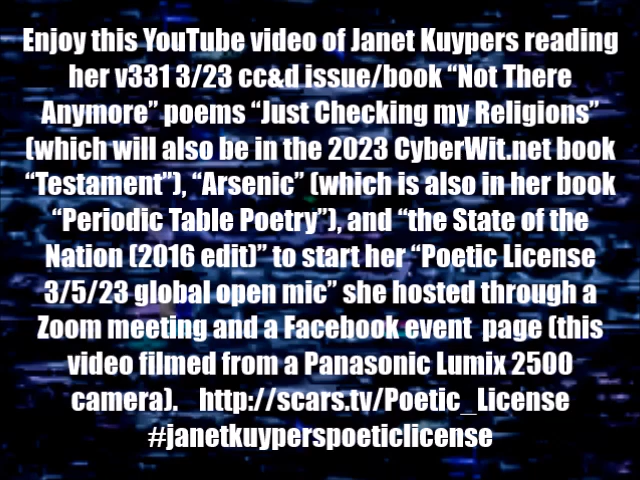 Enjoy this YouTube video of Janet Kuypers reading
her v331 3/23 cc&d issue/book “Not There
Anymore” poems “Just Checking my Religions”
(which will also be in the 2023 CyberWit.net book
“Testament”), “Arsenic” (which is also in her book
“Periodic Table Poetry”), and “the State of the
Nation (2016 edit)” to start her “Poetic License
3/5/23 global open mic” she hosted through a
Zoom meeting and a Facebook event  page (this
video filmed from a Panasonic Lumix 2500
camera).    http://scars.tv/Poetic_License
#janetkuyperspoeticlicense